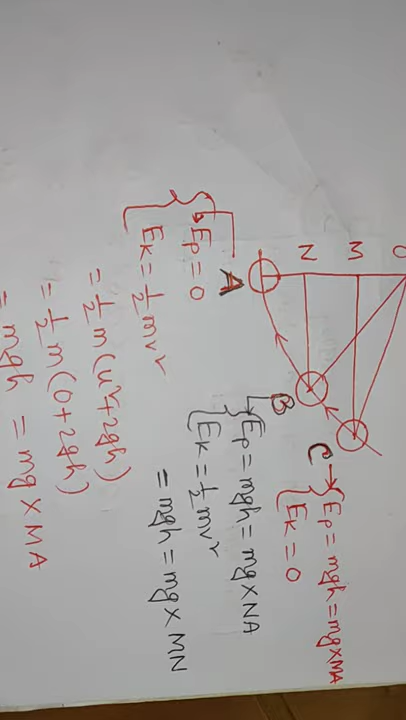 O
M
N
A
B
C → { Ep = mgh = mg×MA
{ Ek = 0
{ Ep = mgh = mg×NA
{ Ek = ½mv²
= mgh = mg×MN
{ Ep = 0
{ Ek = ½mv²
= ½m(u²+2gh)
= ½m(0+2gh)
= mgh = mg×MA